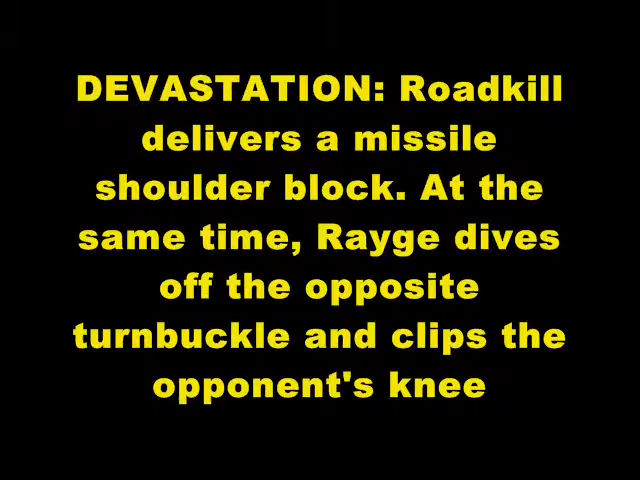 DEVASTATION: Roadkill
delivers a missile
shoulder block. At the
same time, Rayge dives
off the opposite
turnbuckle and clips the
opponent's knee